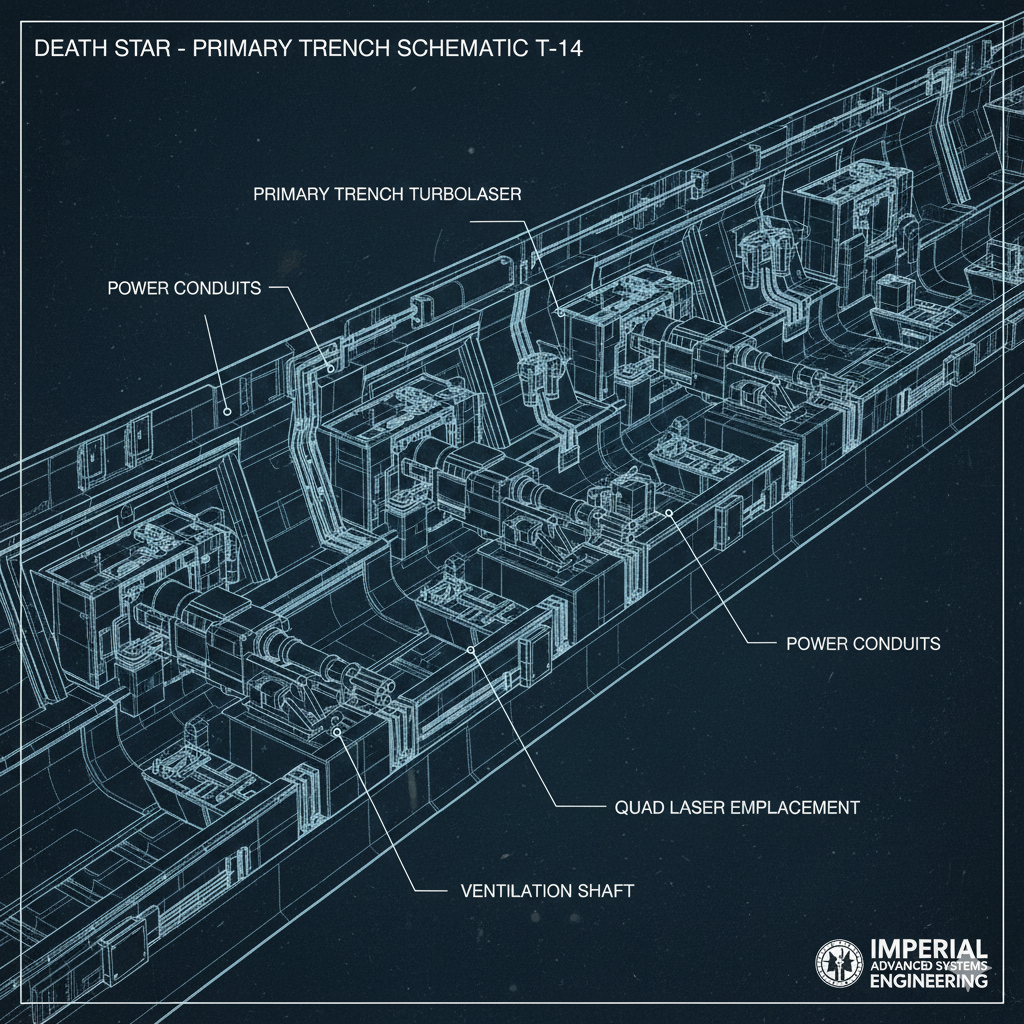 DEATH STAR - PRIMARY TRENCH SCHEMATIC T-14
PRIMARY TRENCH TURBOLASER
POWER CONDUITS
POWER CONDUITS
QUAD LASER EMPLACEMENT
VENTILATION SHAFT
IMPERIAL
ADVANCED SYSTEMS
ENGINEERING